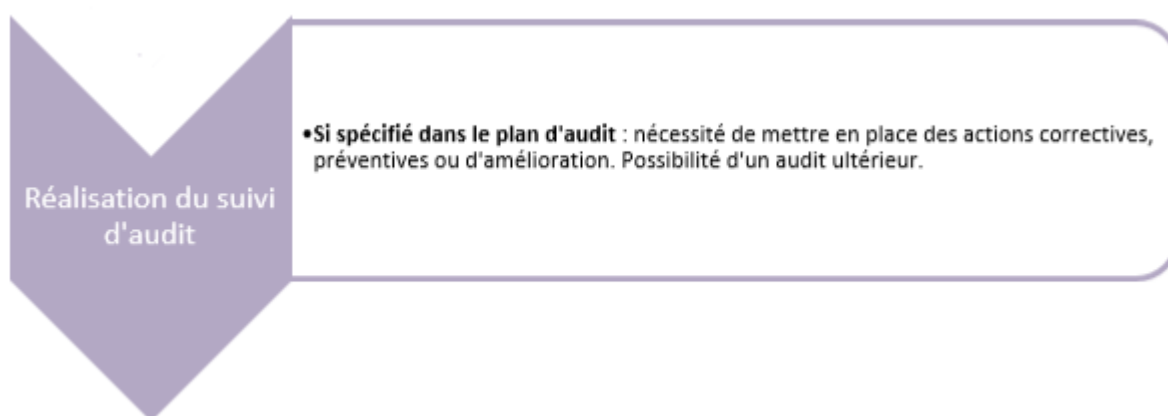 •Si spécifié dans le plan d'audit : nécessité de mettre en place des actions correctives,
préventives ou d'amélioration. Possibilité d'un audit ultérieur.
Réalisation du suivi
d'audit